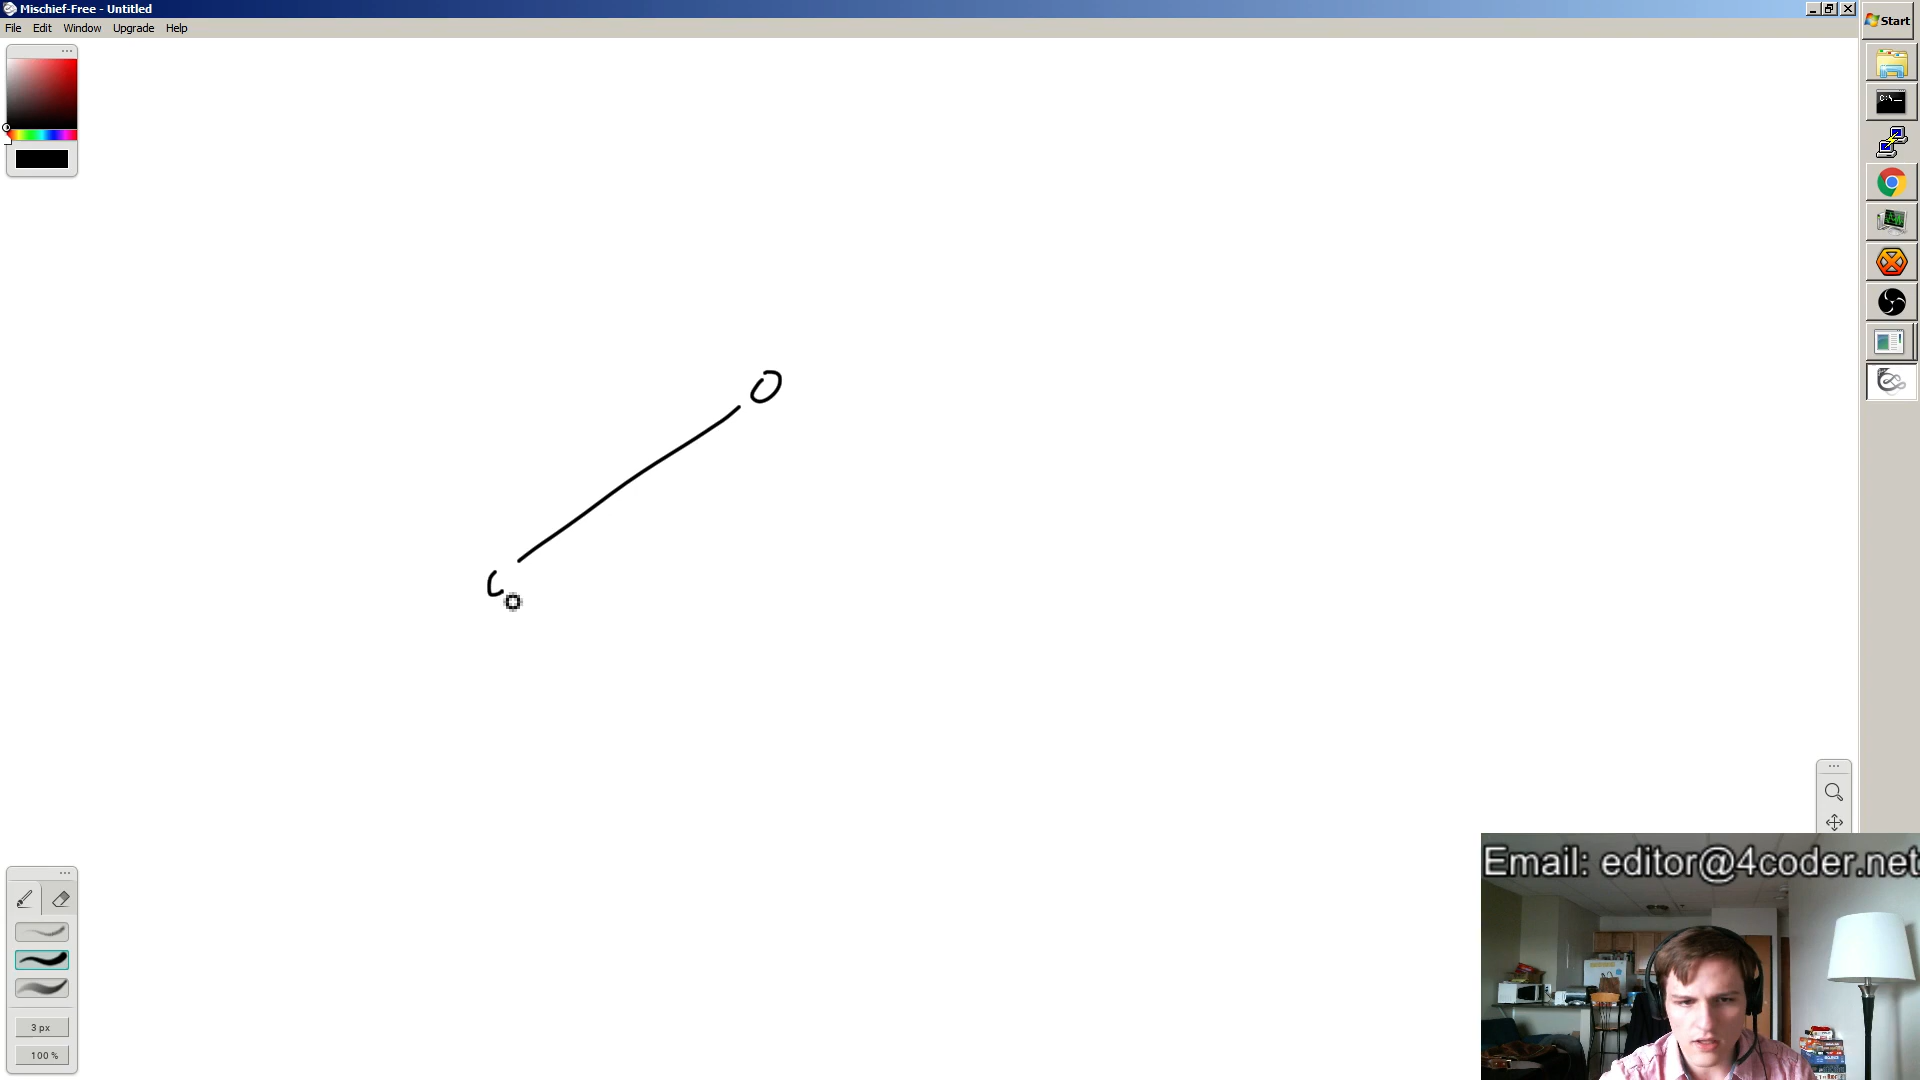 Mischief-Free - Untitled
File Edit Window Upgrade Help
Start
C:\
3 px
100 %
Email: editor@4coder.net